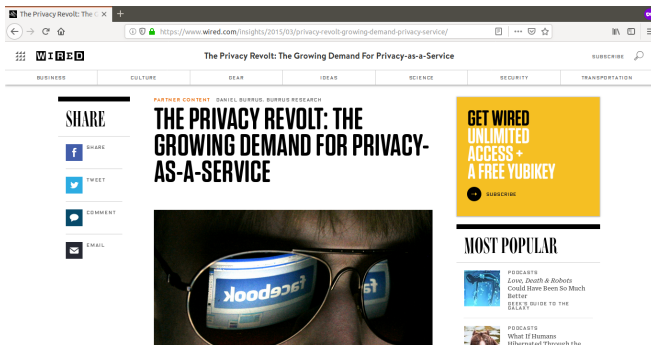 The Privacy Revolt: The G
https://www.wired.com/insights/2015/03/privacy-revolt-growing-demand-privacy-service/
WIRED
The Privacy Revolt: The Growing Demand For Privacy-as-a-Service
SUBSCRIBE
BUSINESS CULTURE GEAR IDEAS SCIENCE SECURITY TRANSPORTATION
SHARE
SHARE
TWEET
COMMENT
EMAIL
PARTNER CONTENT DANIEL BURRUS, BURRUS RESEARCH
THE PRIVACY REVOLT: THE
GROWING DEMAND FOR PRIVACY-
AS-A-SERVICE
facebook
GET WIRED
UNLIMITED
ACCESS +
A FREE YUBIKEY
SUBSCRIBE
MOST POPULAR
PODCASTS
Love, Death & Robots
Could Have Been So Much
Better
GEEK'S GUIDE TO THE
GALAXY
PODCASTS
What If Humans
Hibernated Through the